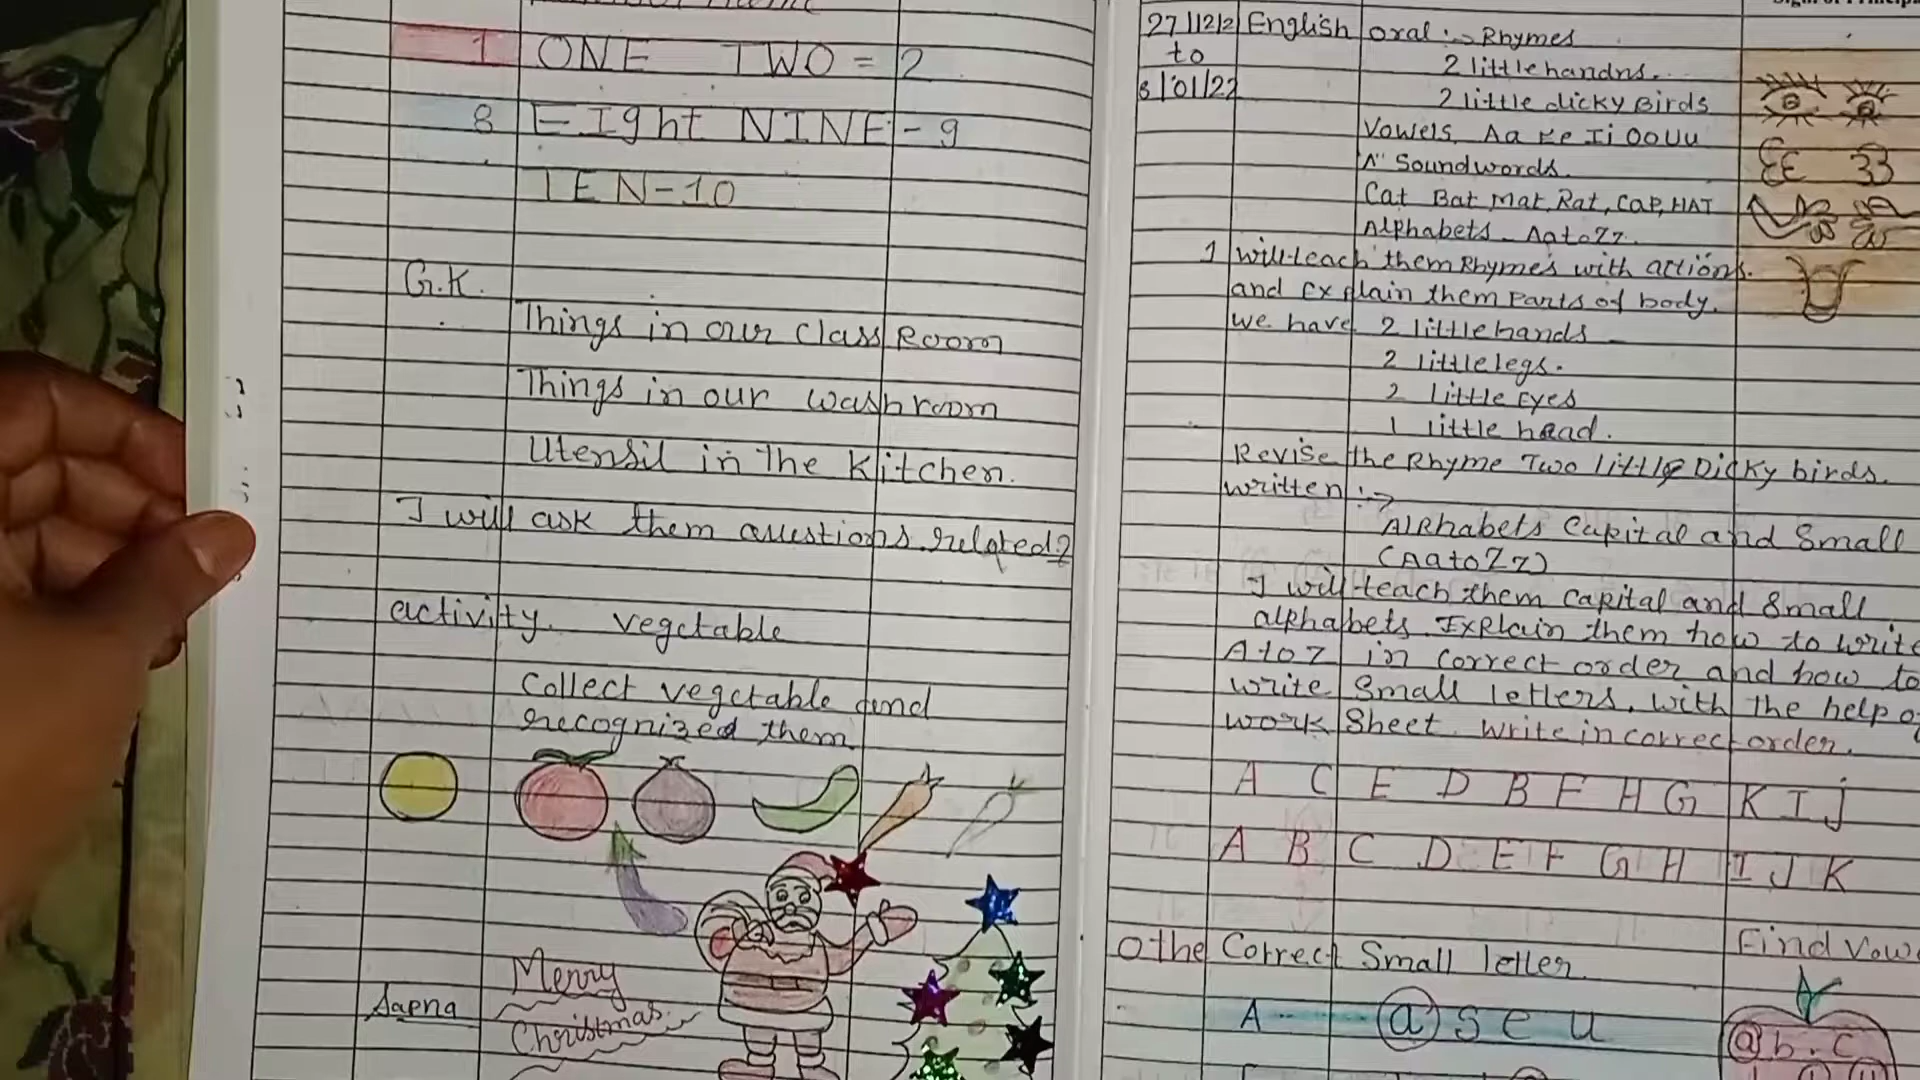 1 ONE TWO = 2
8 EIght NINE - 9
TEN-10
G.K.
Things in our class Room
Things in our washroom
Utensil in The Kitchen.
I will ask them questions related?
activity. vegetable
Collect vegetable and
recognized them
Merry
Sapna
Christmas
27/12/2 English oral :-> Rhymes
to
2 little handns.
8/01/22
2 little dicky Birds
Vowels Aa Ee Ii OO Uu
A" Sound words.
Cat Bat Mat, Rat, CaP, HAT
Alphabets - Aa to Zz.
I will teach them Rhymes with actions.
and Explain them Parts of body.
we have 2 little hands
2 little legs.
2 little Eyes
1 little head.
Revise the Rhyme Two little Dicky birds.
written :->
AlPhabets Capital and Small
(Aa to Zz)
I will teach them capital and Small
alphabets. Explain them how to write
A to Z in correct order and how to
write Small letters, with the help
work Sheet. Write in correct order.
A C E D B F H G K I j
A B C D E F G H I J K
O the Correct Small letter.
Find Vow
A a s e u
a b . c